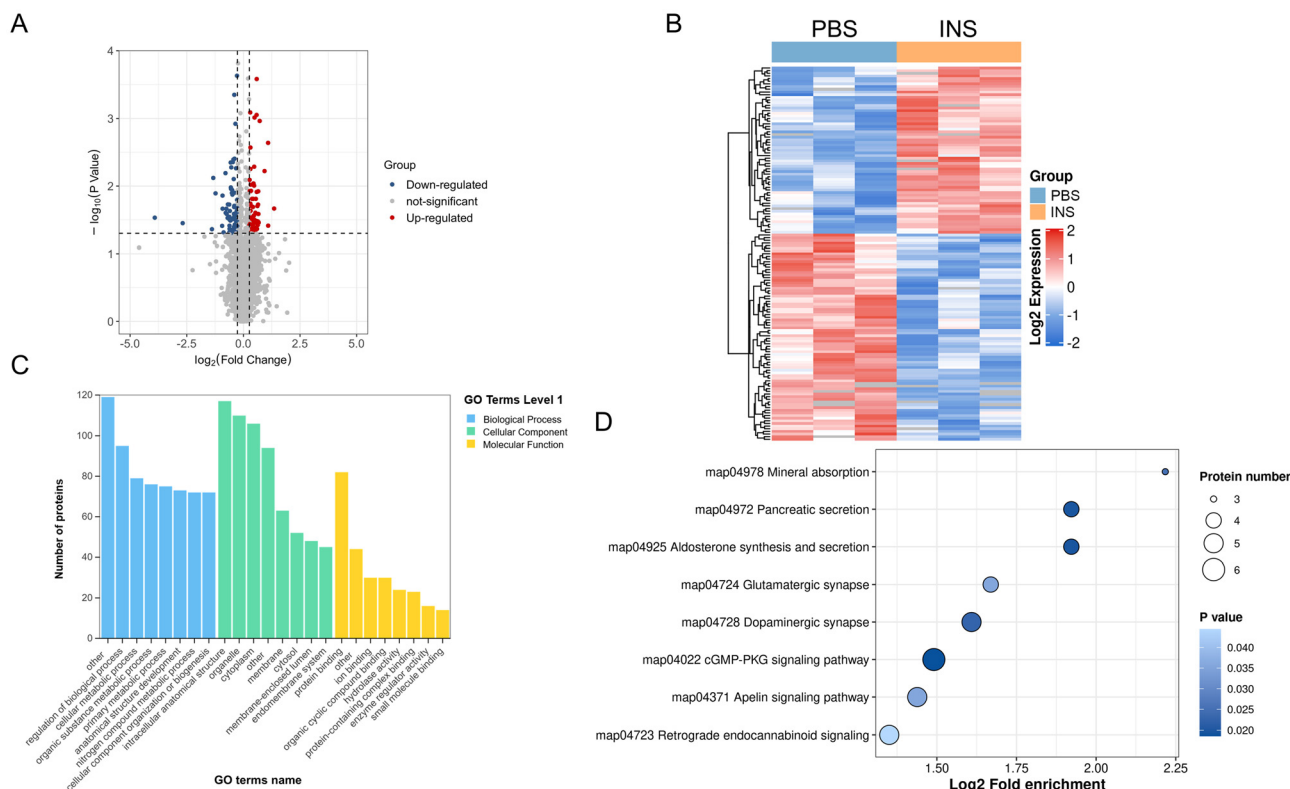 A
4
3
2
1
0
−log10(P Value)
-5.0 -2.5 0.0 2.5 5.0
log2(Fold Change)
Group
Down-regulated
not-significant
Up-regulated
B
PBS INS
Group
PBS
INS
Log2 Expression
2
1
0
-1
-2
C
Number of proteins
120
100
80
60
40
20
0
GO Terms Level 1
Biological Process
Cellular Component
Molecular Function
other
regulation of biological process
cellular metabolic process
organic substance metabolic process
primary metabolic process
anatomical structure development
nitrogen compound metabolic process
cellular component organization or biogenesis
intracellular anatomical structure
organelle
cytoplasm
other
membrane
cytosol
membrane-enclosed lumen
endomembrane system
protein binding
other
ion binding
organic cyclic compound binding
hydrolase activity
protein-containing complex binding
enzyme regulator activity
small molecule binding
GO terms name
D
map04978 Mineral absorption
map04972 Pancreatic secretion
map04925 Aldosterone synthesis and secretion
map04724 Glutamatergic synapse
map04728 Dopaminergic synapse
map04022 cGMP-PKG signaling pathway
map04371 Apelin signaling pathway
map04723 Retrograde endocannabinoid signaling
1.50 1.75 2.00 2.25
Log2 Fold enrichment
Protein number
3
4
5
6
P value
0.040
0.035
0.030
0.025
0.020